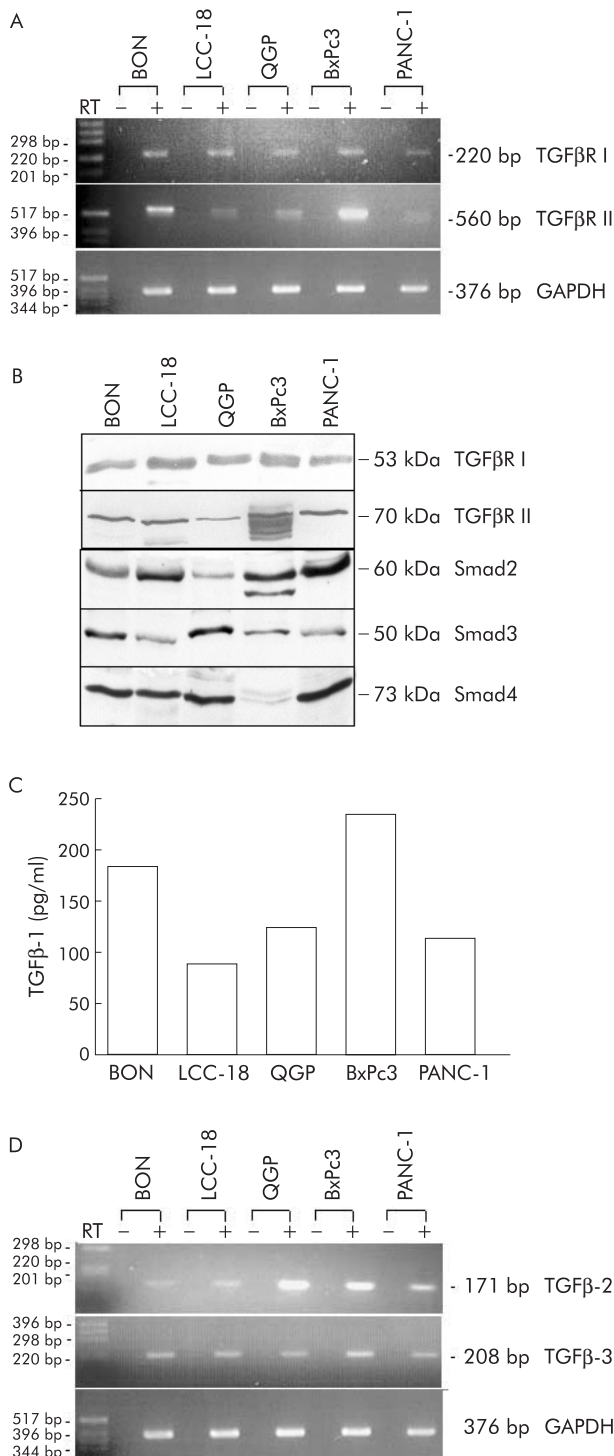 A
BON LCC-18 QGP BxPc3 PANC-1
RT – + – + – + – + – +
298 bp -
220 bp -
201 bp -
-220 bp TGFβR I
517 bp -
396 bp -
-560 bp TGFβR II
517 bp -
396 bp -
344 bp -
-376 bp GAPDH
B
BON LCC-18 QGP BxPc3 PANC-1
– 53 kDa TGFβR I
– 70 kDa TGFβR II
– 60 kDa Smad2
– 50 kDa Smad3
– 73 kDa Smad4
C
TGFβ-1 (pg/ml)
250
200
150
100
50
0
BON LCC-18 QGP BxPc3 PANC-1
D
BON LCC-18 QGP BxPc3 PANC-1
RT – + – + – + – + – +
298 bp -
220 bp -
201 bp -
- 171 bp TGFβ-2
396 bp -
298 bp -
220 bp -
- 208 bp TGFβ-3
517 bp -
396 bp -
344 bp -
376 bp GAPDH